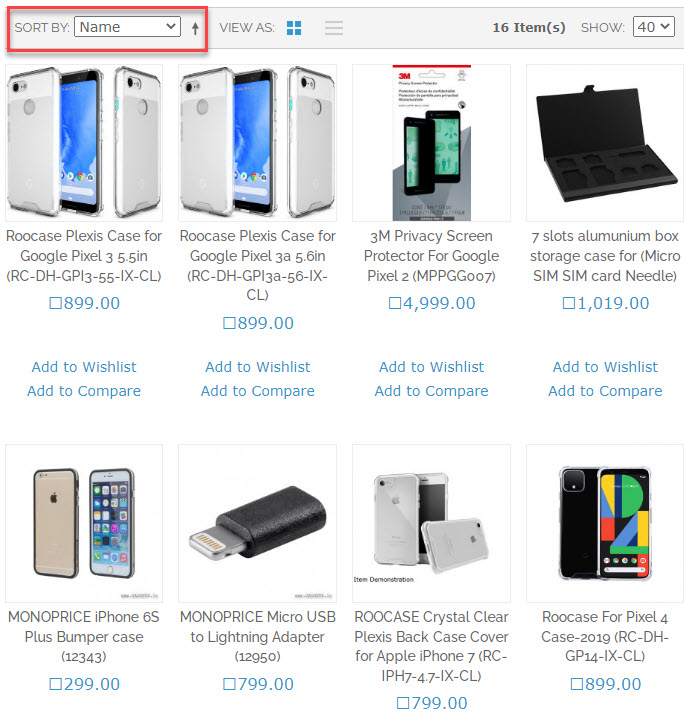 SORT BY: Name
VIEW AS:
16 Item(s)
SHOW: 40
Roocase Plexis Case for
Google Pixel 3 5.5in
(RC-DH-GPI3-55-IX-CL)
□899.00
Add to Wishlist
Add to Compare
Roocase Plexis Case for
Google Pixel 3a 5.6in
(RC-DH-GPI3a-56-IX-
CL)
□899.00
Add to Wishlist
Add to Compare
3M
Privacy Screen Protector
3M Privacy Screen
Protector For Google
Pixel 2 (MPPGG007)
□4,999.00
Add to Wishlist
Add to Compare
7 slots alumunium box
storage case for (Micro
SIM SIM card Needle)
□1,019.00
Add to Wishlist
Add to Compare
MONOPRICE iPhone 6S
Plus Bumper case
(12343)
□299.00
MONOPRICE Micro USB
to Lightning Adapter
(12950)
□799.00
Item Demonstration
ROOCASE Crystal Clear
Plexis Back Case Cover
for Apple iPhone 7 (RC-
IPH7-4.7-IX-CL)
□799.00
Roocase For Pixel 4
Case-2019 (RC-DH-
GP14-IX-CL)
□899.00